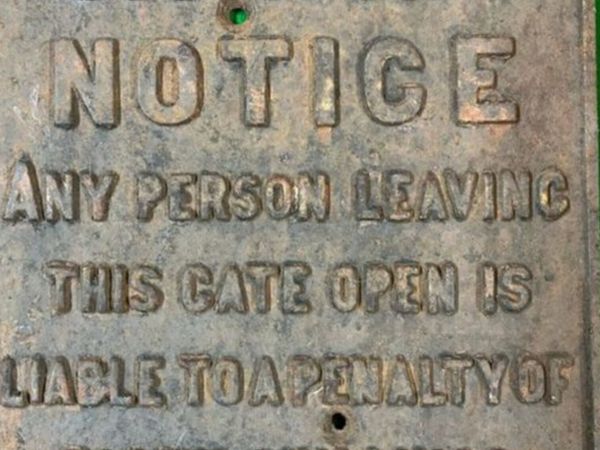 NOTICE
ANY PERSON LEAVING
THIS GATE OPEN IS
LIABLE TO A PENALTY OF